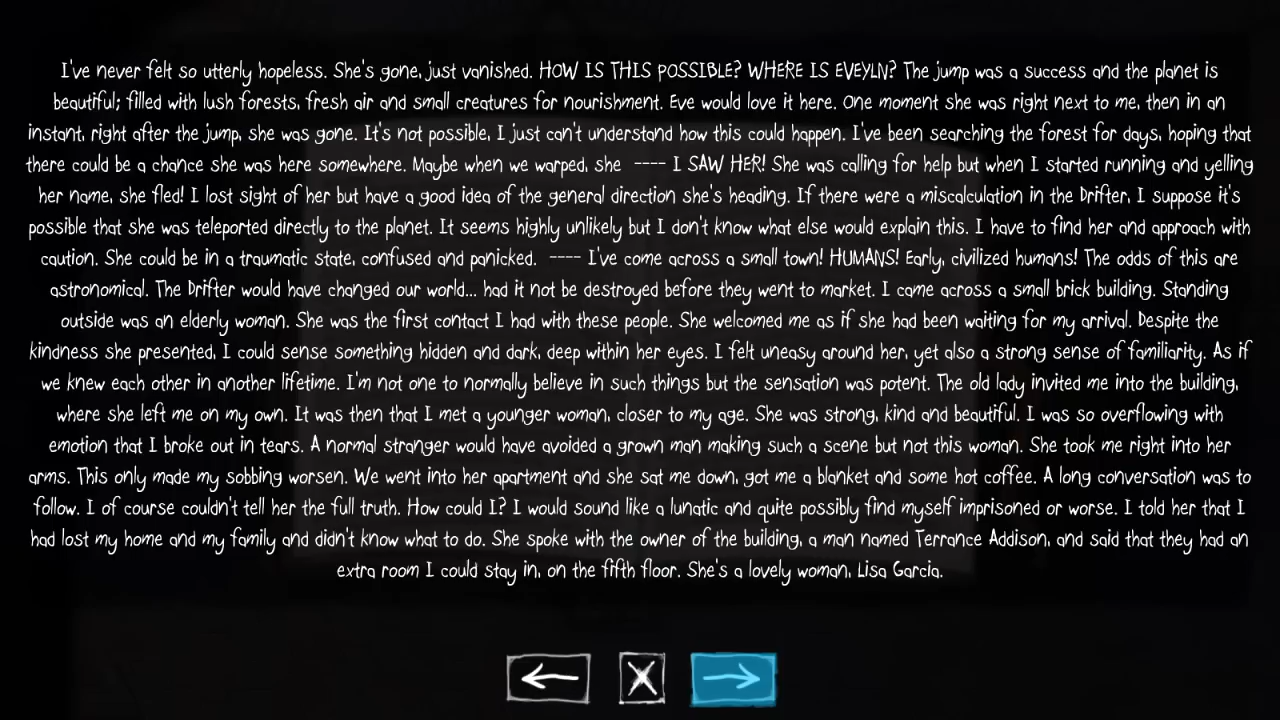 I've never felt so utterly hopeless. She's gone, just vanished. HOW IS THIS POSSIBLE? WHERE IS EVEYLN? The jump was a success and the planet is
beautiful; filled with lush forests, fresh air and small creatures for nourishment. Eve would love it here. One moment she was right next to me, then in an
instant, right after the jump, she was gone. It's not possible, I just can't understand how this could happen. I've been searching the forest for days, hoping that
there could be a chance she was here somewhere. Maybe when we warped, she ---- I SAW HER! She was calling for help but when I started running and yelling
her name, she fled! I lost sight of her but have a good idea of the general direction she's heading. If there were a miscalculation in the Drifter, I suppose it's
possible that she was teleported directly to the planet. It seems highly unlikely but I don't know what else would explain this. I have to find her and approach with
caution. She could be in a traumatic state, confused and panicked. ---- I've come across a small town! HUMANS! Early, civilized humans! The odds of this are
astronomical. The Drifter would have changed our world... had it not be destroyed before they went to market. I came across a small brick building. Standing
outside was an elderly woman. She was the first contact I had with these people. She welcomed me as if she had been waiting for my arrival. Despite the
kindness she presented, I could sense something hidden and dark, deep within her eyes. I felt uneasy around her, yet also a strong sense of familiarity. As if
we knew each other in another lifetime. I'm not one to normally believe in such things but the sensation was potent. The old lady invited me into the building,
where she left me on my own. It was then that I met a younger woman, closer to my age. She was strong, kind and beautiful. I was so overflowing with
emotion that I broke out in tears. A normal stranger would have avoided a grown man making such a scene but not this woman. She took me right into her
arms. This only made my sobbing worsen. We went into her apartment and she sat me down, got me a blanket and some hot coffee. A long conversation was to
follow. I of course couldn't tell her the full truth. How could I? I would sound like a lunatic and quite possibly find myself imprisoned or worse. I told her that I
had lost my home and my family and didn't know what to do. She spoke with the owner of the building, a man named Terrance Addison, and said that they had an
extra room I could stay in, on the fifth floor. She's a lovely woman, Lisa Garcia.